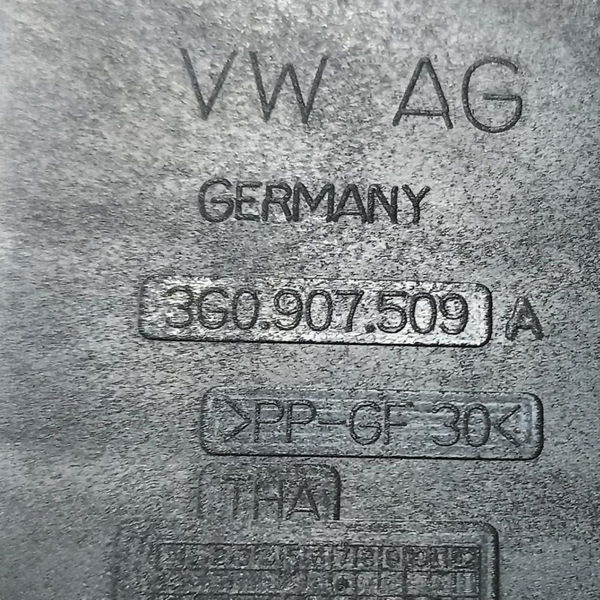 VW AG
GERMANY
3G0.907.509 A
>PP-GF 30<
THA